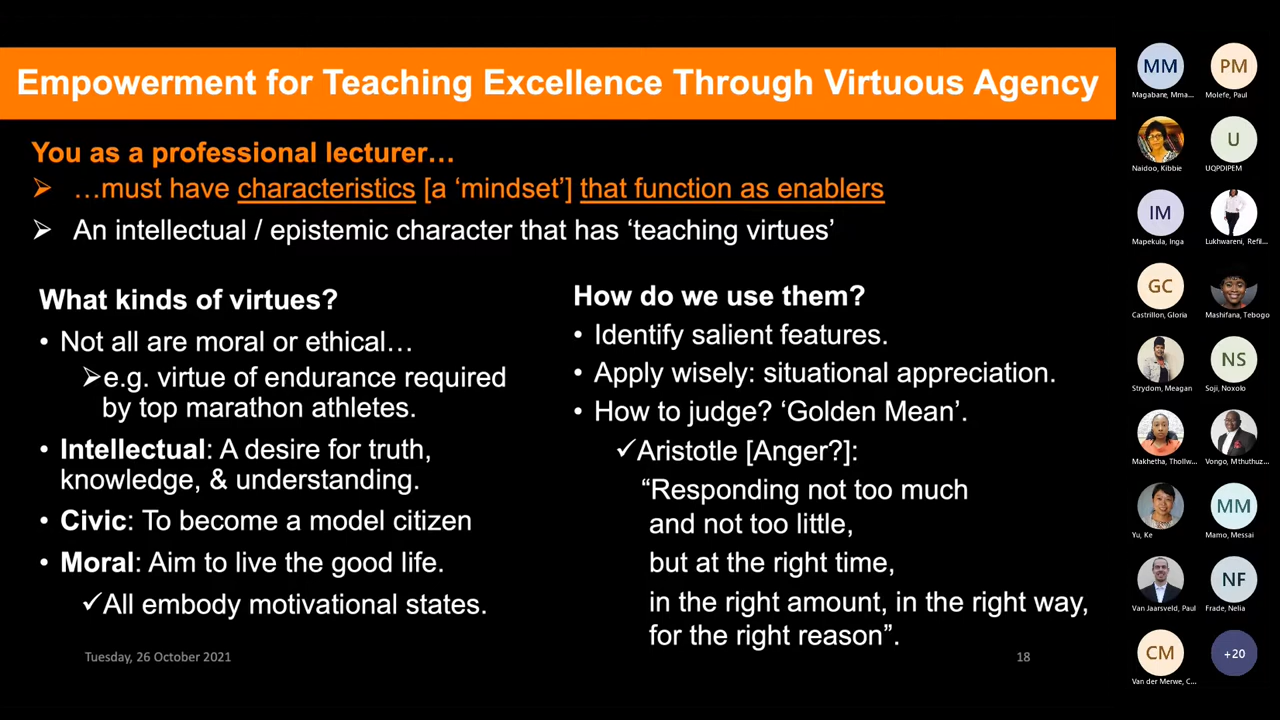 Empowerment for Teaching Excellence Through Virtuous Agency
You as a professional lecturer…
➢ …must have characteristics [a ‘mindset’] that function as enablers
➢ An intellectual / epistemic character that has ‘teaching virtues’
What kinds of virtues?
• Not all are moral or ethical…
➢e.g. virtue of endurance required
by top marathon athletes.
• Intellectual: A desire for truth,
knowledge, & understanding.
• Civic: To become a model citizen
• Moral: Aim to live the good life.
✓All embody motivational states.
How do we use them?
• Identify salient features.
• Apply wisely: situational appreciation.
• How to judge? ‘Golden Mean’.
✓Aristotle [Anger?]:
“Responding not too much
and not too little,
but at the right time,
in the right amount, in the right way,
for the right reason”.
Tuesday, 26 October 2021
18
MM
Magabane, Mma...
PM
Molefe, Paul
Naidoo, Kibbie
U
UQPDIPEM
IM
Mapekula, Inga
Lukhwareni, Refil...
GC
Castrillon, Gloria
Mashifana, Tebogo
Strydom, Meagan
NS
Soji, Noxolo
Makhetha, Thollw...
Vongo, Mthuthuz...
Yu, Ke
MM
Mamo, Messai
Van Jaarsveld, Paul
NF
Frade, Nelia
CM
Van der Merwe, C...
+20